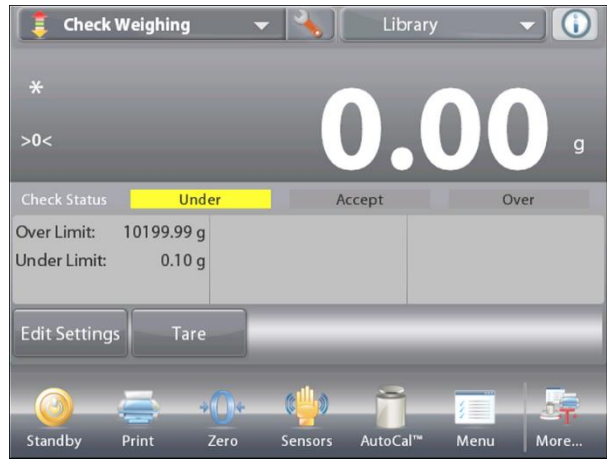 Check Weighing
Library
*
>0<
0.00 g
Check Status Under Accept Over
Over Limit: 10199.99 g
Under Limit: 0.10 g
Edit Settings Tare
Standby Print Zero Sensors AutoCal™ Menu More...